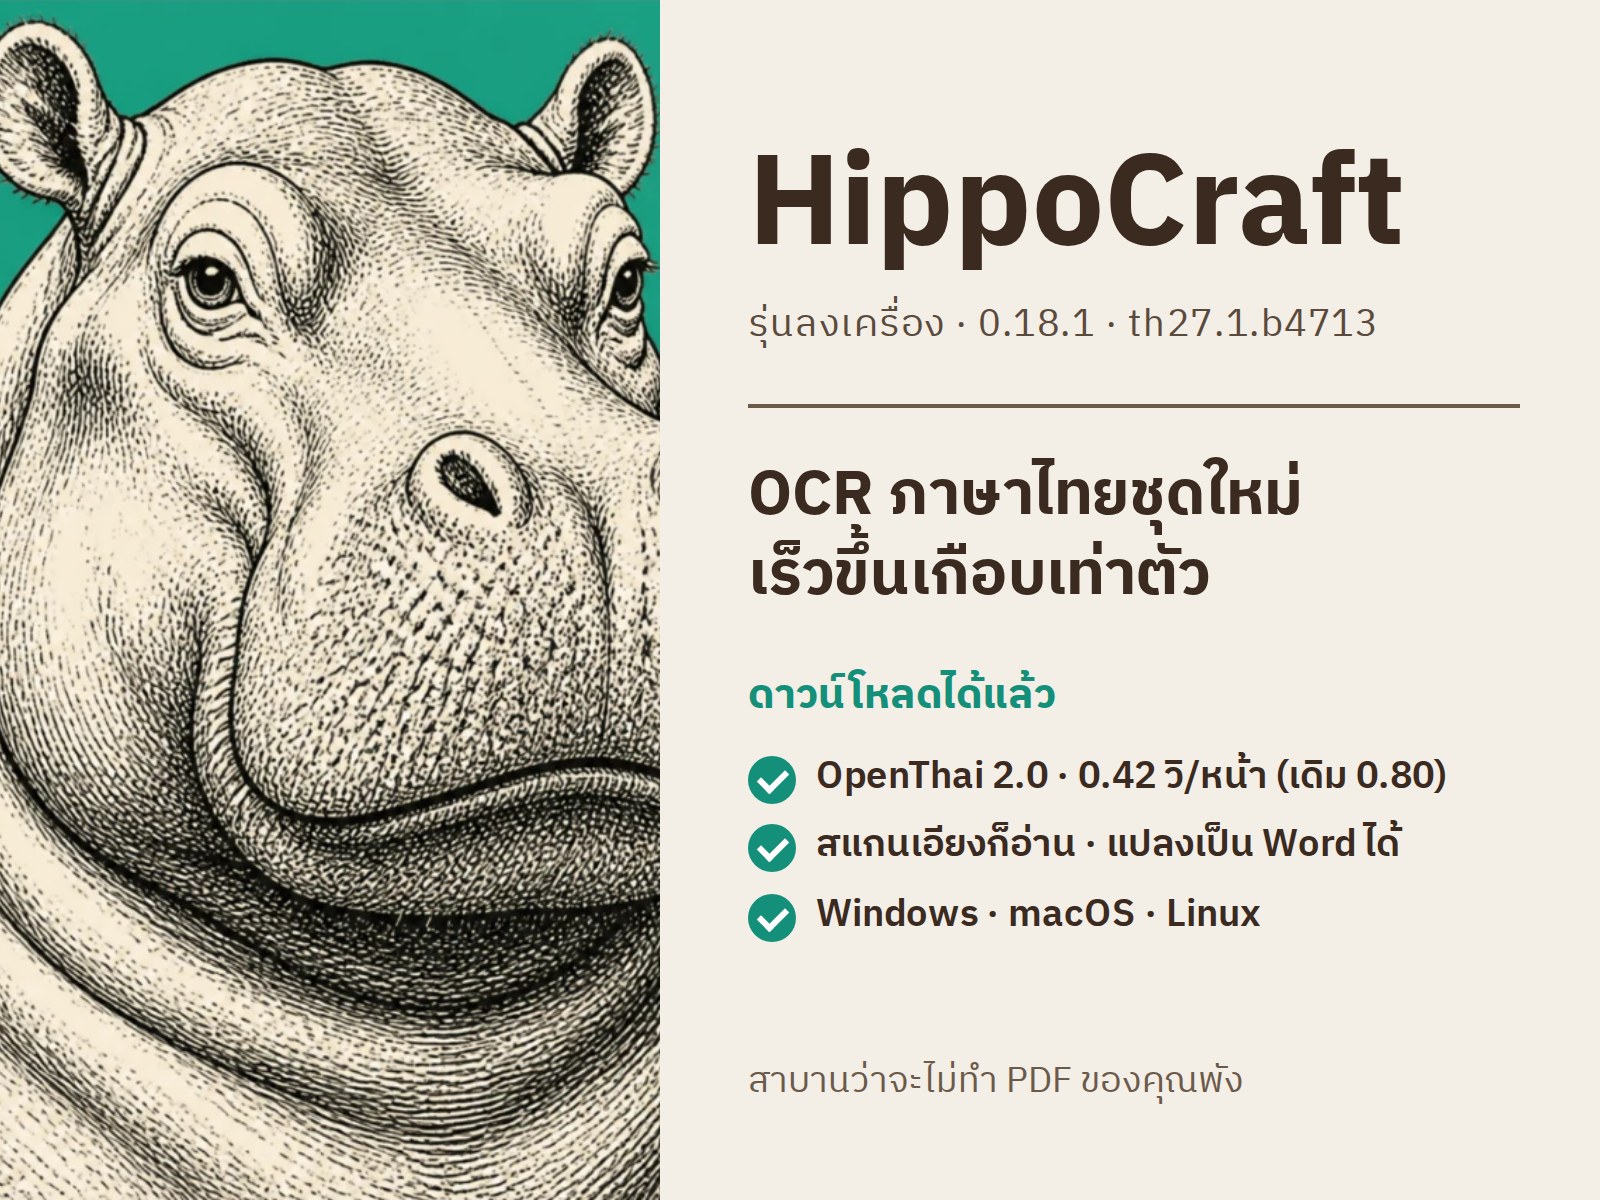 HippoCraft
รุ่นลงเครื่อง · 0.18.1 · th27.1.b4713
OCR ภาษาไทยชุดใหม่
เร็วขึ้นเกือบเท่าตัว
ดาวน์โหลดได้แล้ว
OpenThai 2.0 · 0.42 วิ/หน้า (เดิม 0.80)
สแกนเอียงก็อ่าน · แปลงเป็น Word ได้
Windows · macOS · Linux
สาบานว่าจะไม่ทำ PDF ของคุณพัง